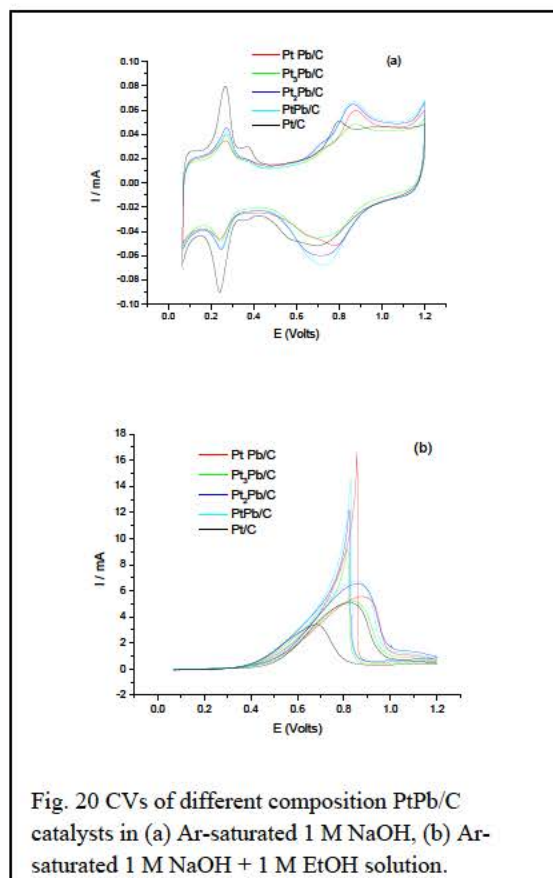 Pt Pb/C
(a)
Pt3Pb/C
Pt2Pb/C
PtPb/C
Pt/C
0.10
0.08
0.06
0.04
0.02
0.00
-0.02
-0.04
-0.06
-0.08
-0.10
I / mA
0.0 0.2 0.4 0.6 0.8 1.0 1.2
E (Volts)
18
16
14
12
10
8
6
4
2
0
-2
I / mA
(b)
Pt Pb/C
Pt3Pb/C
Pt2Pb/C
PtPb/C
Pt/C
0.0 0.2 0.4 0.6 0.8 1.0 1.2
E (Volts)
Fig. 20 CVs of different composition PtPb/C
catalysts in (a) Ar-saturated 1 M NaOH, (b) Ar-
saturated 1 M NaOH + 1 M EtOH solution.